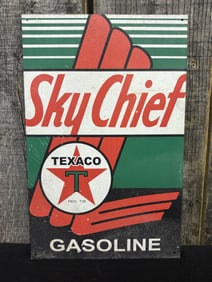 Sky Chief
TEXACO
T
GASOLINE